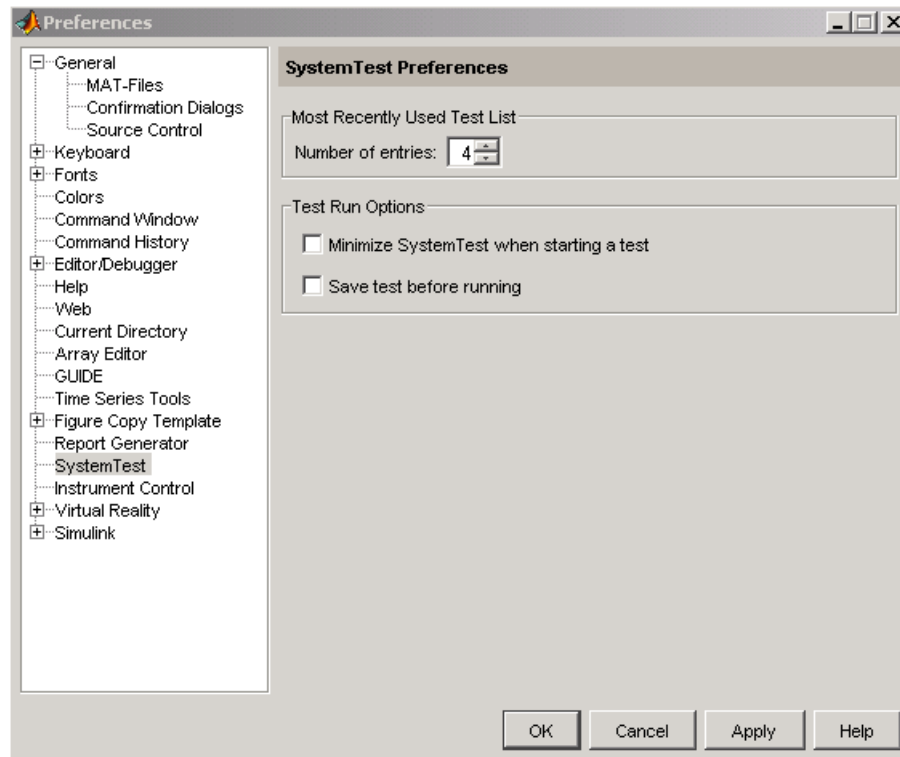 Preferences
General
MAT-Files
Confirmation Dialogs
Source Control
Keyboard
Fonts
Colors
Command Window
Command History
Editor/Debugger
Help
Web
Current Directory
Array Editor
GUIDE
Time Series Tools
Figure Copy Template
Report Generator
SystemTest
Instrument Control
Virtual Reality
Simulink
SystemTest Preferences
Most Recently Used Test List
Number of entries: 4
Test Run Options
Minimize SystemTest when starting a test
Save test before running
OK Cancel Apply Help